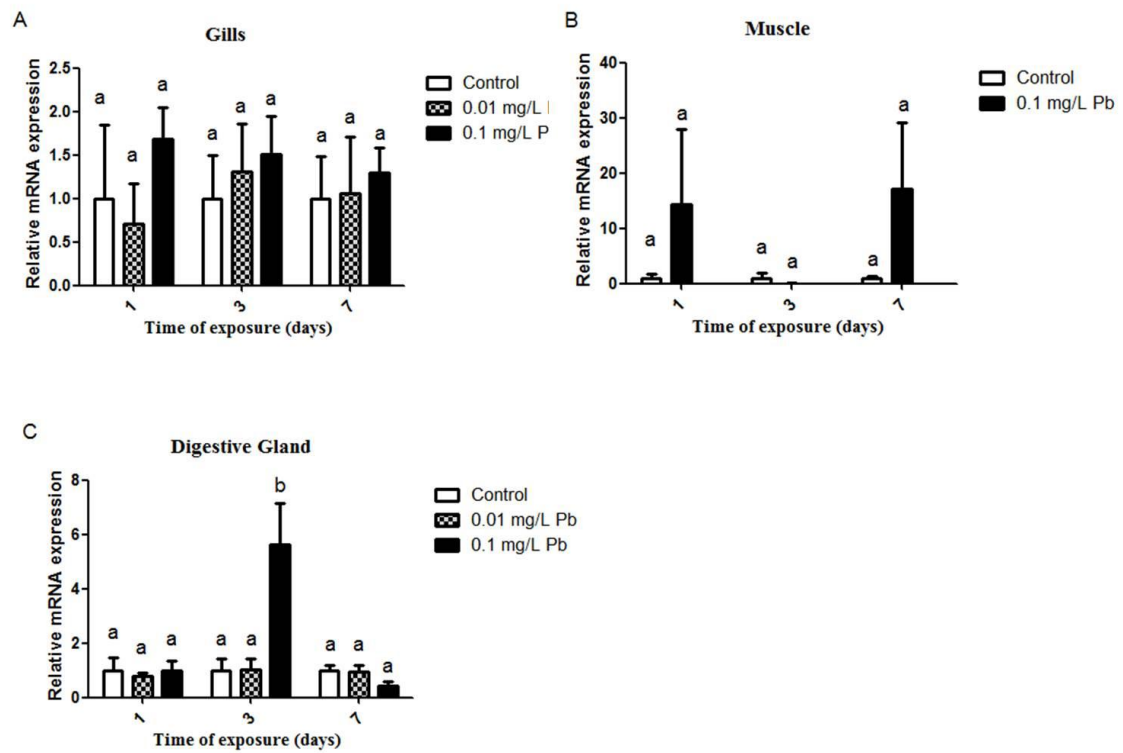 A
Gills
Relative mRNA expression
2.5
2.0
1.5
1.0
0.5
0.0
a a a a a a a a a
1 3 7
Time of exposure (days)
Control
0.01 mg/L
0.1 mg/L P
B
Muscle
Relative mRNA expression
40
30
20
10
0
a a a a a a
1 3 7
Time of exposure (days)
Control
0.1 mg/L Pb
C
Digestive Gland
Relative mRNA expression
8
6
4
2
0
a a a a a b a a a
1 3 7
Time of exposure (days)
Control
0.01 mg/L Pb
0.1 mg/L Pb